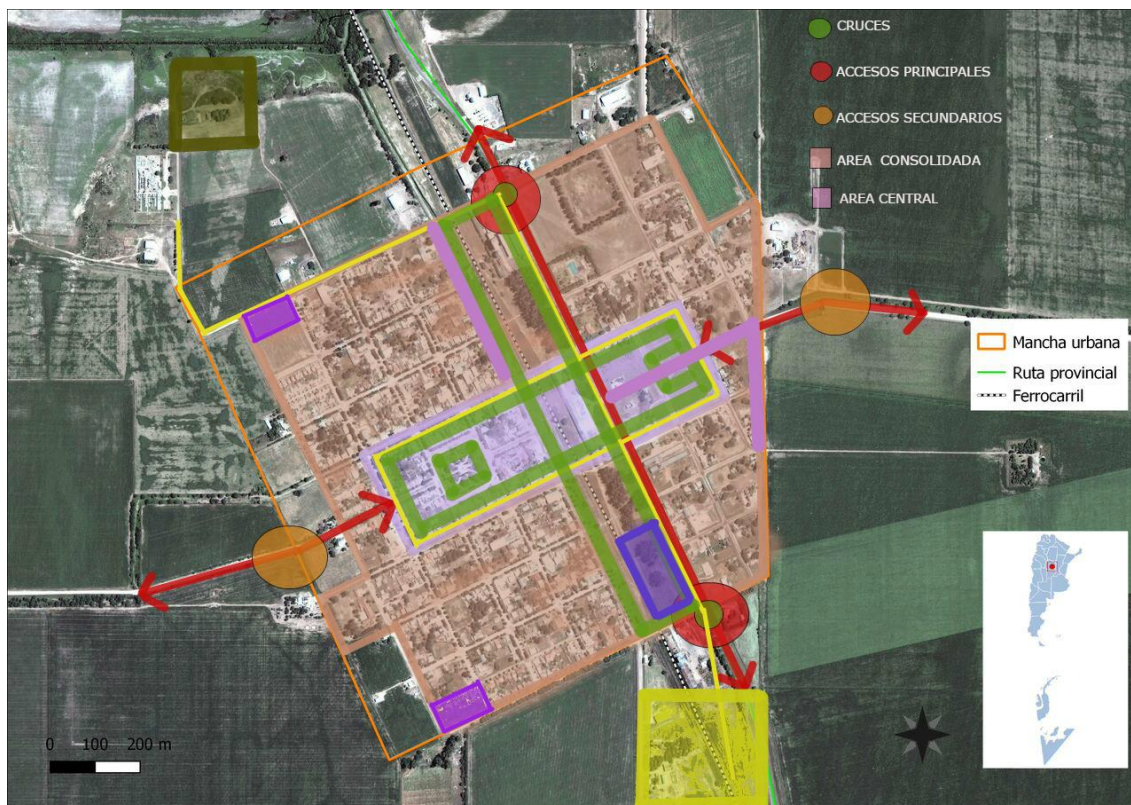 CRUCES
ACCESOS PRINCIPALES
ACCESOS SECUNDARIOS
AREA CONSOLIDADA
AREA CENTRAL
Mancha urbana
Ruta provincial
Ferrocarril
0 100 200 m